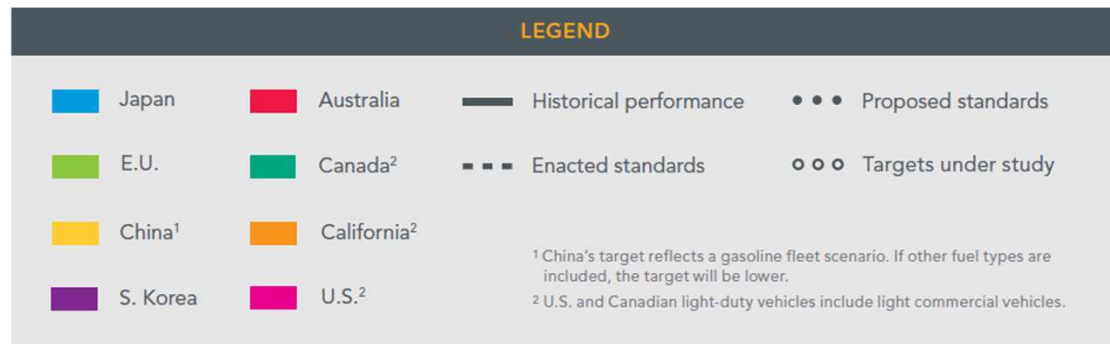 LEGEND
Japan
Australia
Historical performance
Proposed standards
E.U.
Canada²
Enacted standards
Targets under study
China¹
California²
S. Korea
U.S.²
¹ China's target reflects a gasoline fleet scenario. If other fuel types are
included, the target will be lower.
² U.S. and Canadian light-duty vehicles include light commercial vehicles.